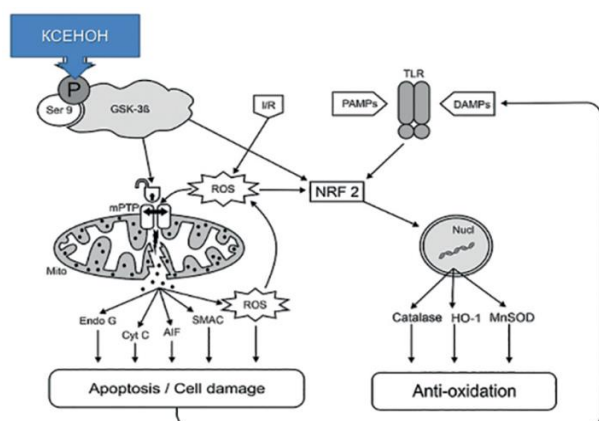 КСЕНОН
P
Ser 9
GSK-3ß
I/R
TLR
PAMPs
DAMPs
ROS
NRF 2
mPTP
Mito
Nucl
ROS
Endo G
Cyt C
AIF
SMAC
Catalase
HO-1
MnSOD
Apoptosis / Cell damage
Anti-oxidation